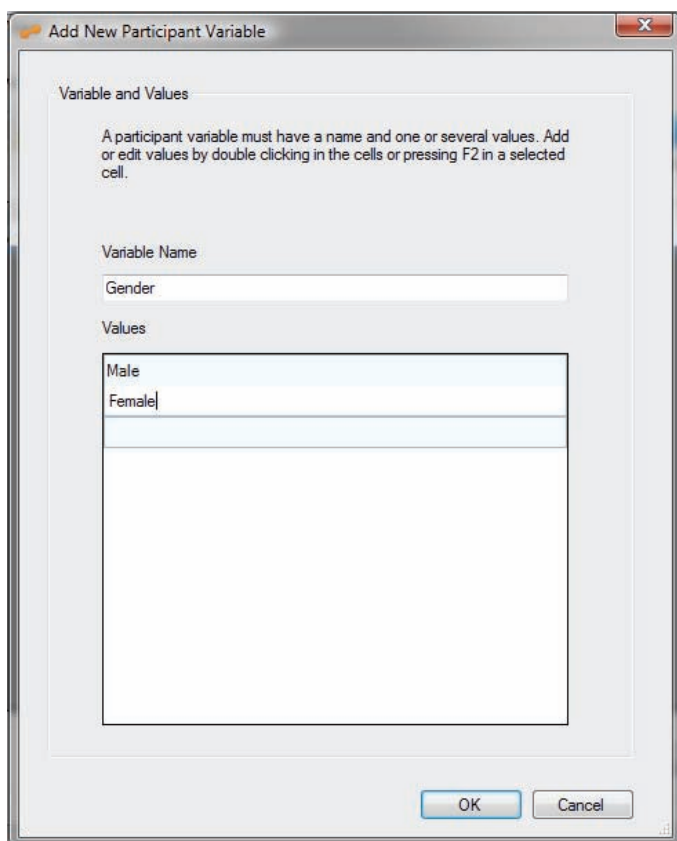 Add New Participant Variable
Variable and Values
A participant variable must have a name and one or several values. Add
or edit values by double clicking in the cells or pressing F2 in a selected
cell.
Variable Name
Gender
Values
Male
Female
OK
Cancel